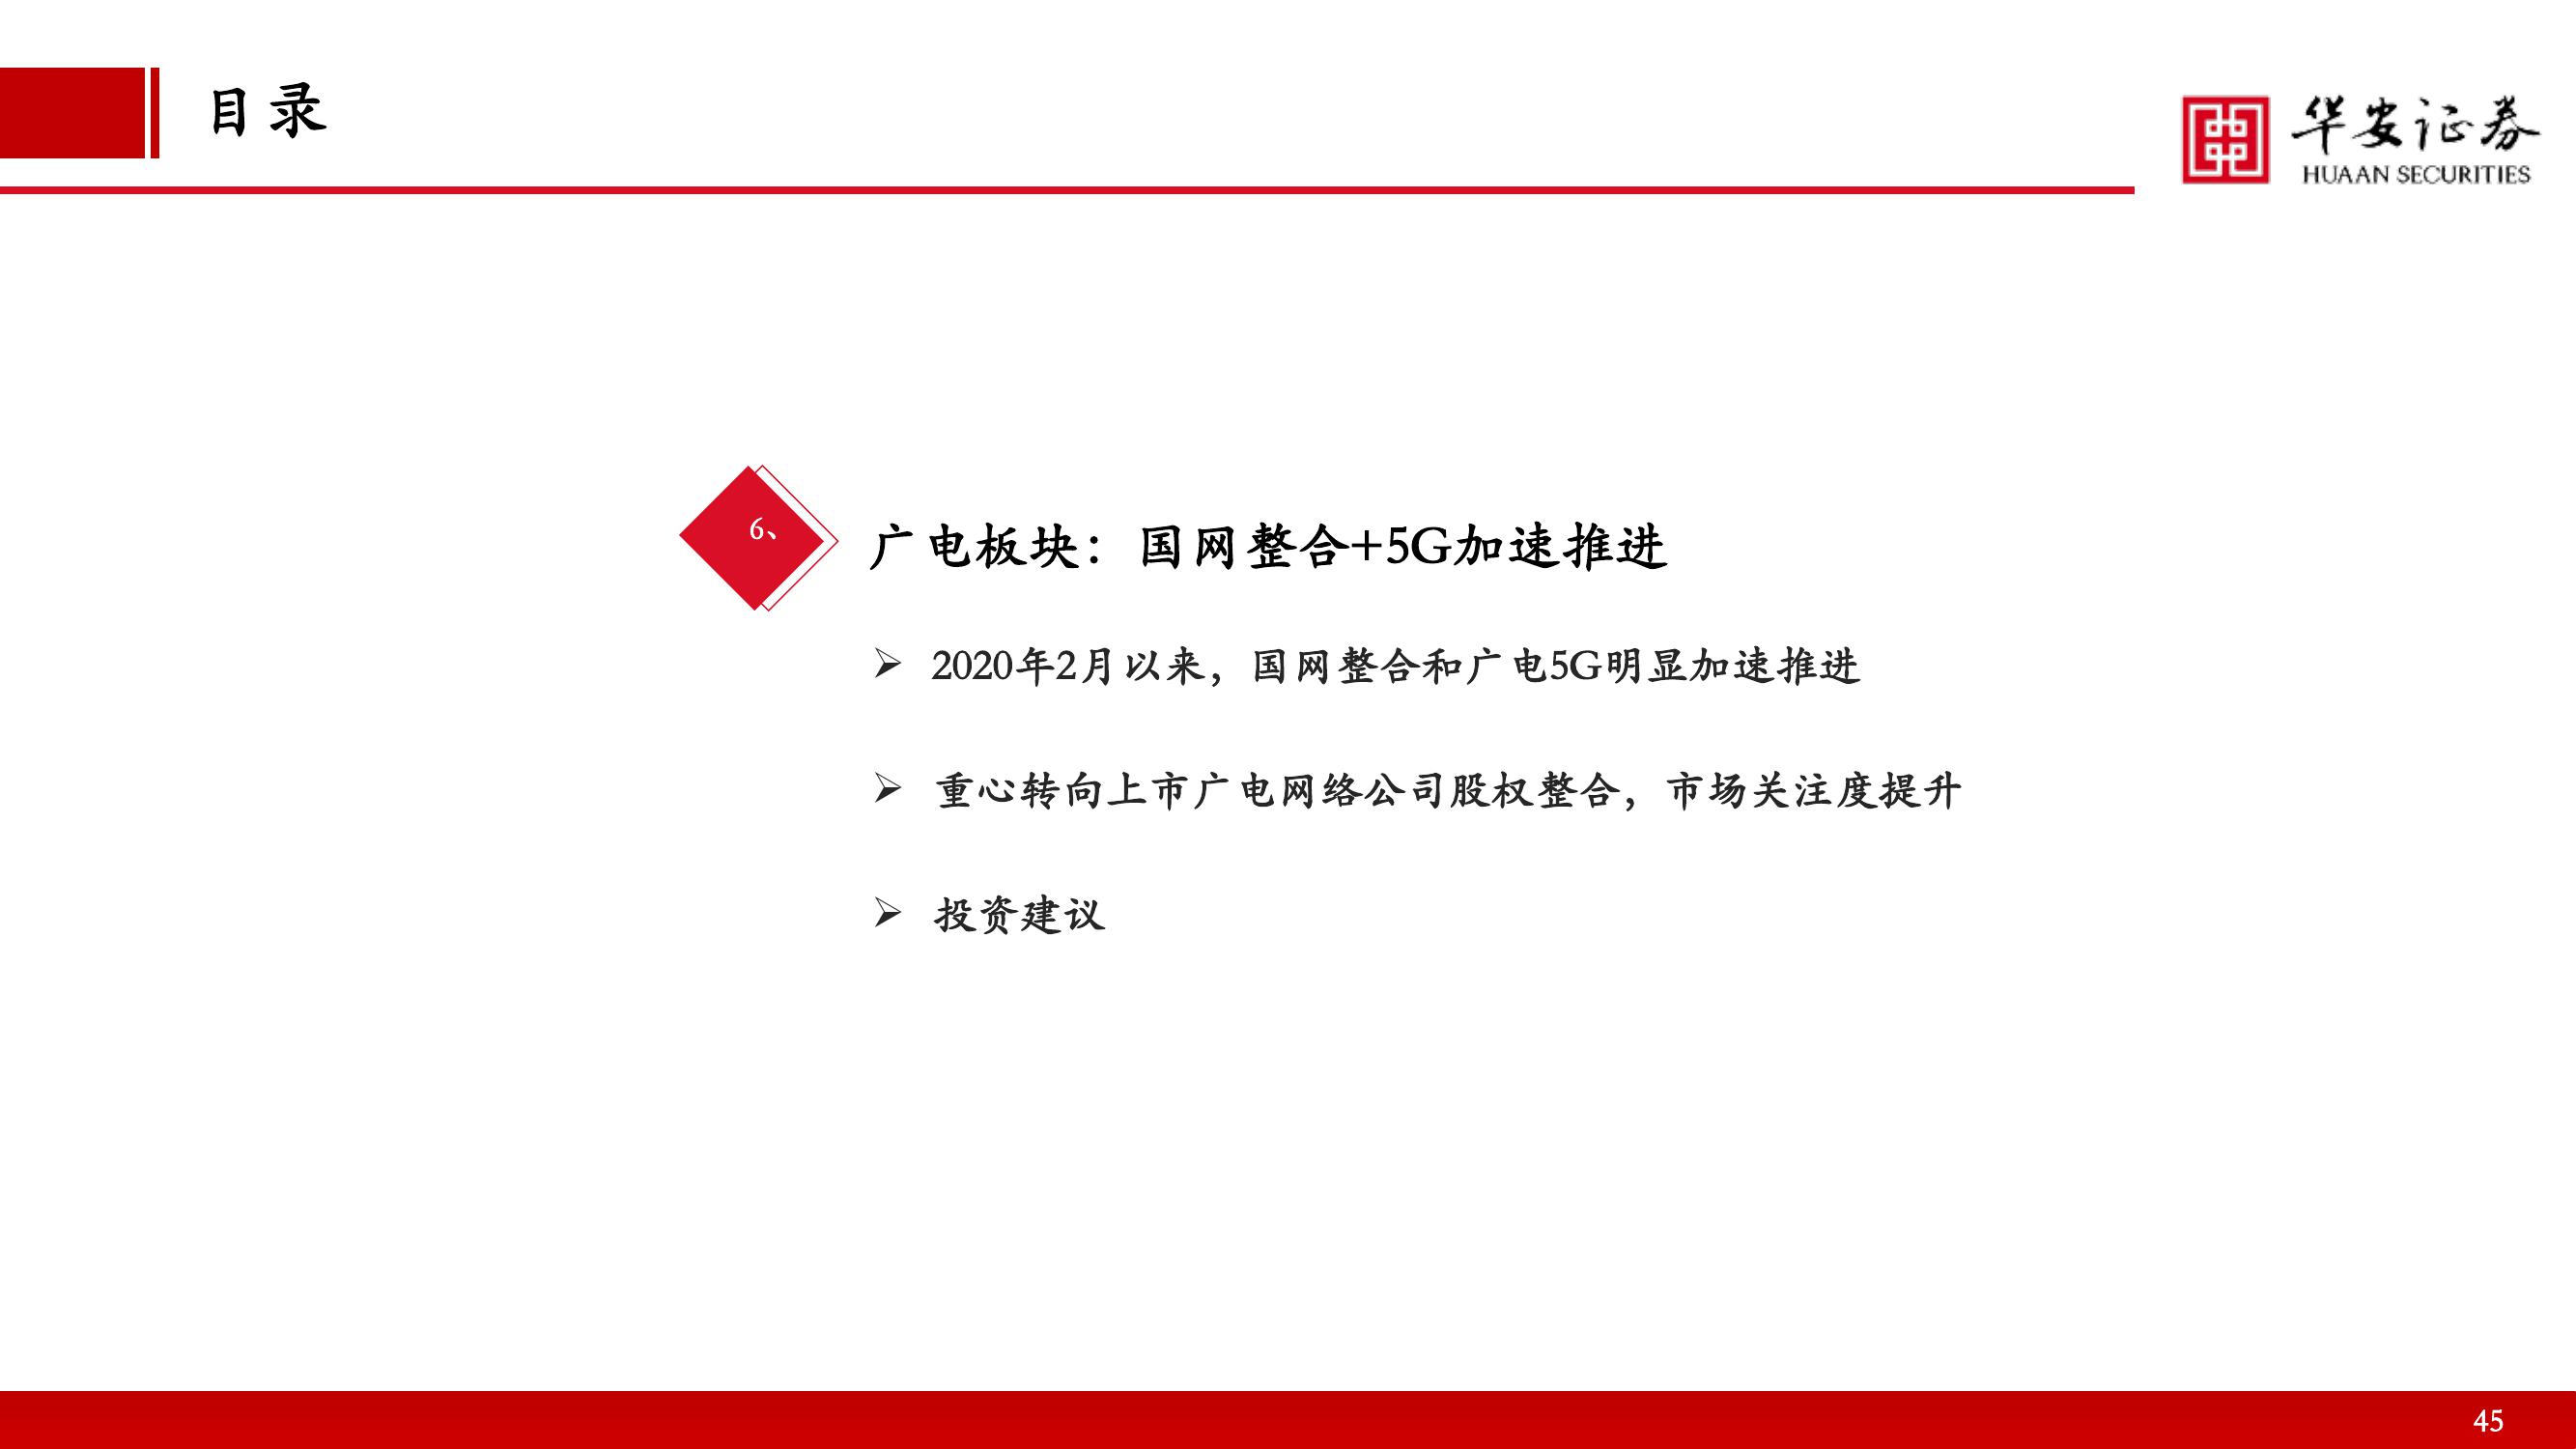 目录
华安证券
HUAAN SECURITIES
6、
广电板块：国网整合+5G加速推进
➢ 2020年2月以来，国网整合和广电5G明显加速推进
➢ 重心转向上市广电网络公司股权整合，市场关注度提升
➢ 投资建议
45